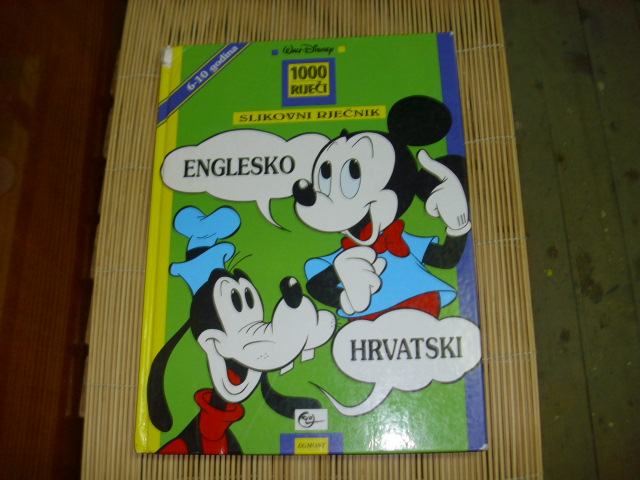 6-10 godina
Walt Disney
1000
RIJEČI
SLIKOVNI RJEČNIK
ENGLESKO
HRVATSKI
EGMONT